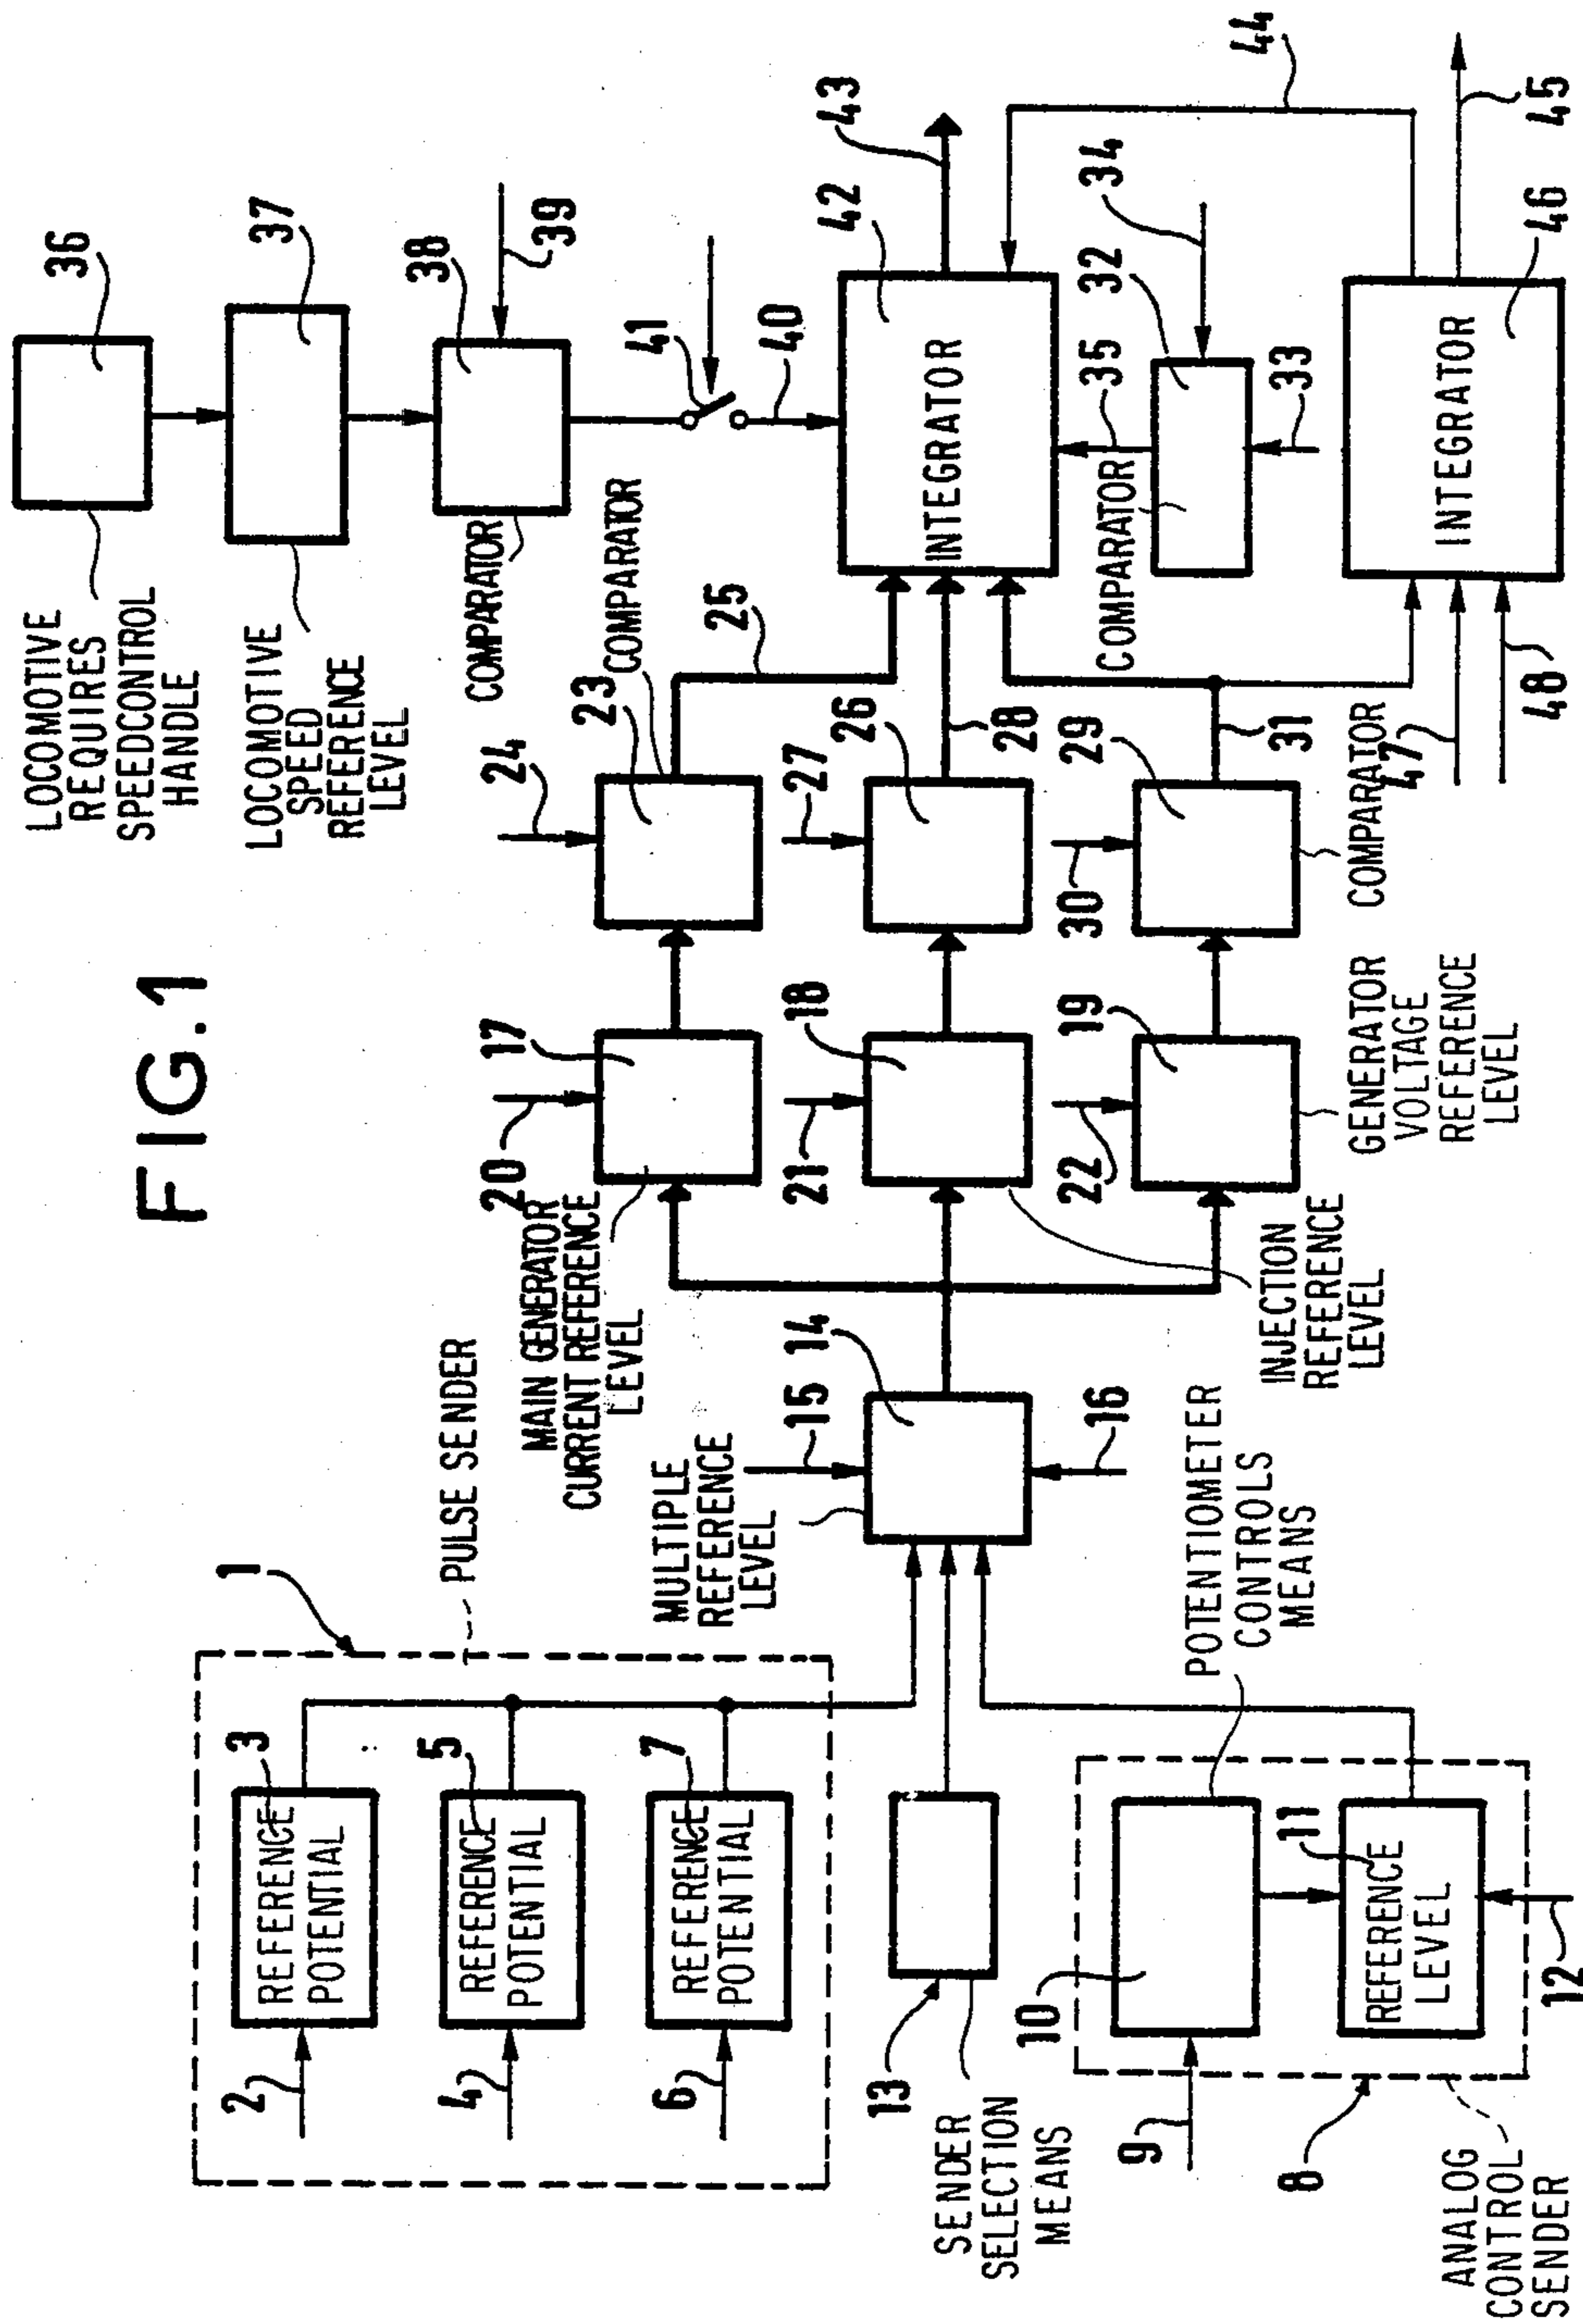 FIG.1
LOCOMOTIVE
REQUIRES
SPEEDCONTROL
HANDLE
36
LOCOMOTIVE
SPEED
REFERENCE
LEVEL
37
COMPARATOR
38
39
41
40
1
PULSE SENDER
2
3
REFERENCE
POTENTIAL
4
5
REFERENCE
POTENTIAL
6
7
REFERENCE
POTENTIAL
13
SENDER
SELECTION
MEANS
9
10
POTENTIOMETER
CONTROLS
MEANS
11
REFERENCE
LEVEL
12
8
ANALOG
CONTROL
SENDER
MULTIPLE
REFERENCE
LEVEL
15
14
16
20
17
MAIN GENERATOR
CURRENT REFERENCE
LEVEL
21
18
INJECTION
REFERENCE
LEVEL
22
19
GENERATOR
VOLTAGE
REFERENCE
LEVEL
24
23
COMPARATOR
25
27
26
28
30
29
COMPARATOR
31
INTEGRATOR
42
43
44
COMPARATOR
35
32
34
33
INTEGRATOR
46
45
47
48